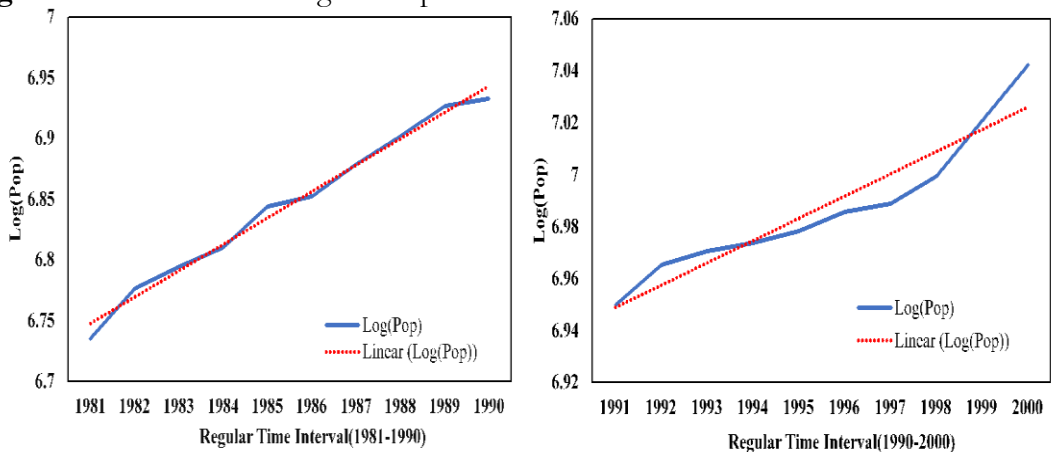 7
6.95
6.9
6.85
6.8
6.75
6.7
Log(Pop)
Log(Pop)
Linear (Log(Pop))
1981 1982 1983 1984 1985 1986 1987 1988 1989 1990
Regular Time Interval(1981-1990)
7.06
7.04
7.02
7
6.98
6.96
6.94
6.92
Log(Pop)
Log(Pop)
Linear (Log(Pop))
1991 1992 1993 1994 1995 1996 1997 1998 1999 2000
Regular Time Interval(1990-2000)